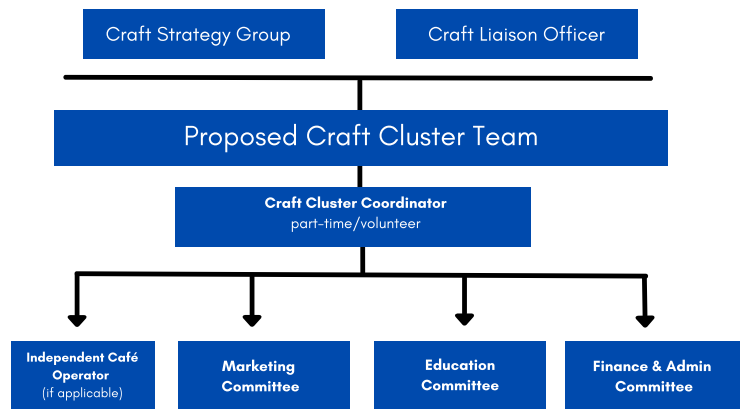 Craft Strategy Group
Craft Liaison Officer
Proposed Craft Cluster Team
Craft Cluster Coordinator
part-time/volunteer
Independent Café
Operator
(if applicable)
Marketing
Committee
Education
Committee
Finance & Admin
Committee